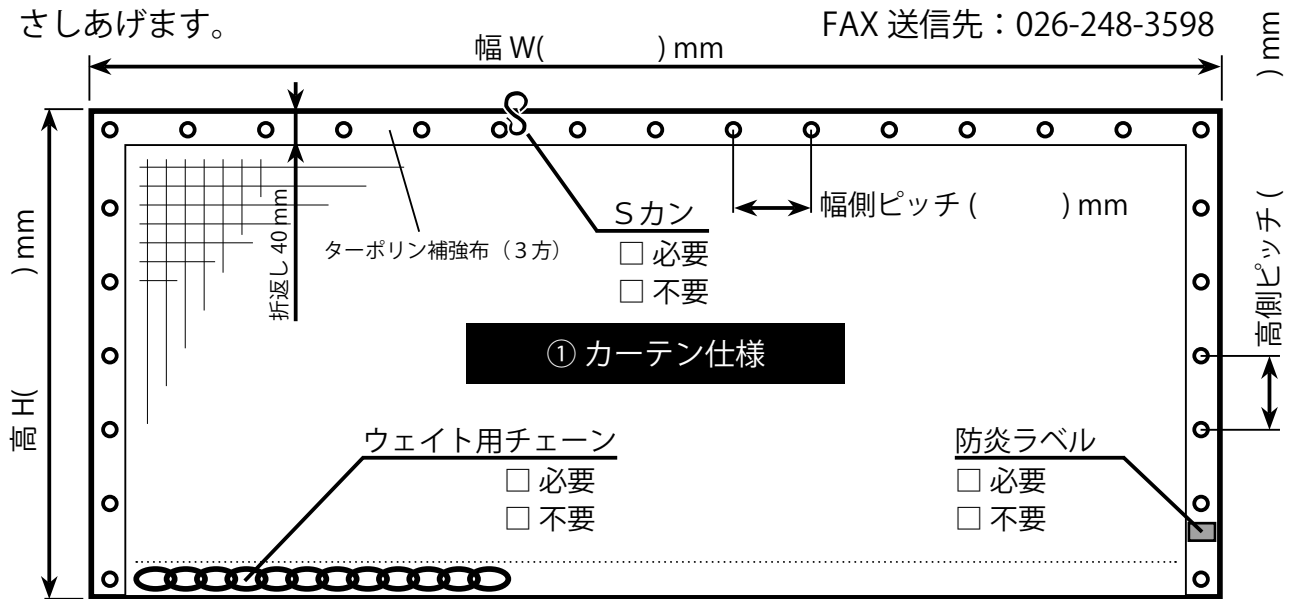 さしあげます。
FAX 送信先：026-248-3598
幅 W( ) mm
高 H( ) mm
折返し 40 mm
ターポリン補強布（３方）
Ｓカン
□ 必要
□ 不要
幅側ピッチ ( ) mm
高側ピッチ ( ) mm
① カーテン仕様
ウェイト用チェーン
□ 必要
□ 不要
防炎ラベル
□ 必要
□ 不要